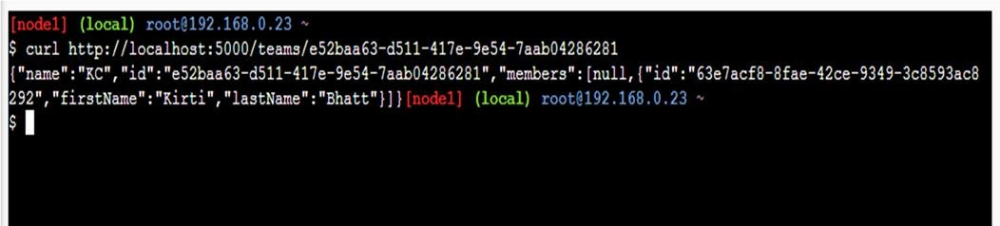 [node1] (local) root@192.168.0.23 ~
$ curl http://localhost:5000/teams/e52baa63-d511-417e-9e54-7aab04286281
{"name":"KC","id":"e52baa63-d511-417e-9e54-7aab04286281","members":[null,{"id":"63e7acf8-8fae-42ce-9349-3c8593ac8
292","firstName":"Kirti","lastName":"Bhatt"}]}[node1] (local) root@192.168.0.23 ~
$